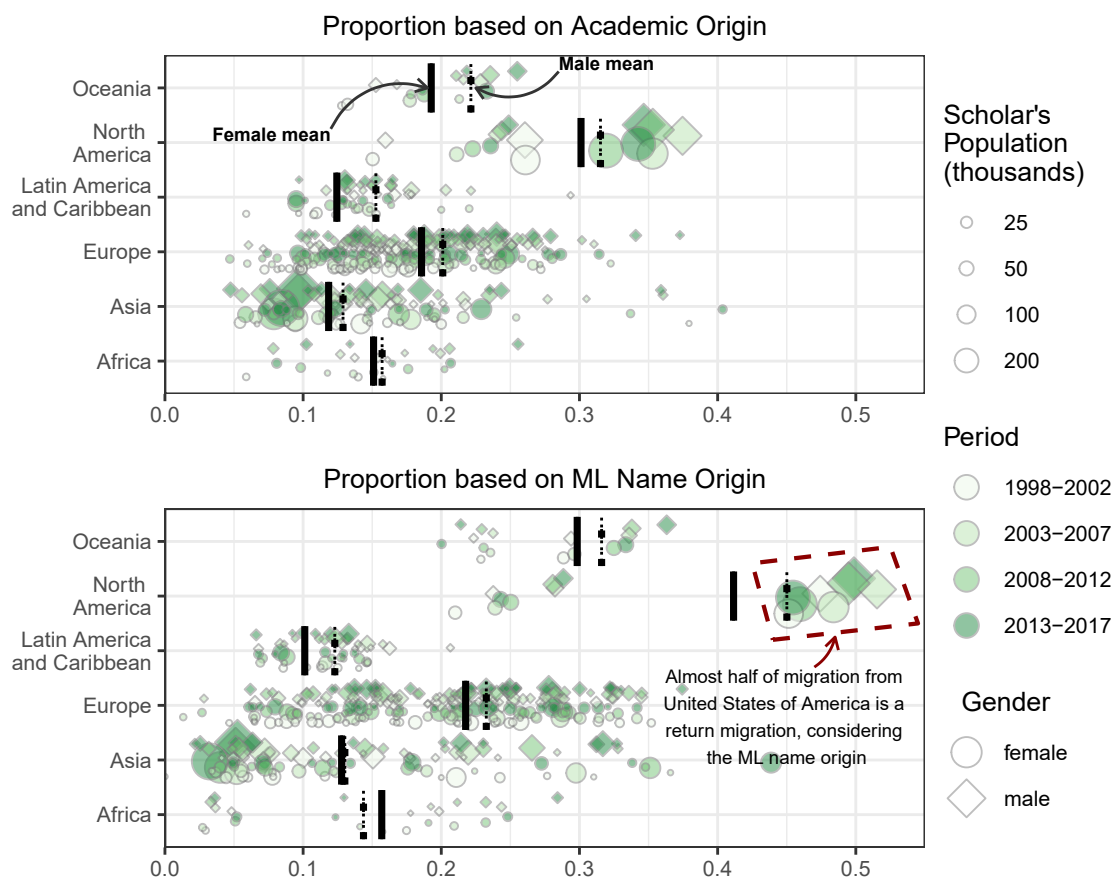 Proportion based on Academic Origin
Oceania
North
America
Latin America
and Caribbean
Europe
Asia
Africa
Male mean
Female mean
0.0 0.1 0.2 0.3 0.4 0.5
Proportion based on ML Name Origin
Oceania
North
America
Latin America
and Caribbean
Europe
Asia
Africa
Almost half of migration from
United States of America is a
return migration, considering
the ML name origin
0.0 0.1 0.2 0.3 0.4 0.5
Scholar's
Population
(thousands)
25
50
100
200
Period
1998−2002
2003−2007
2008−2012
2013−2017
Gender
female
male